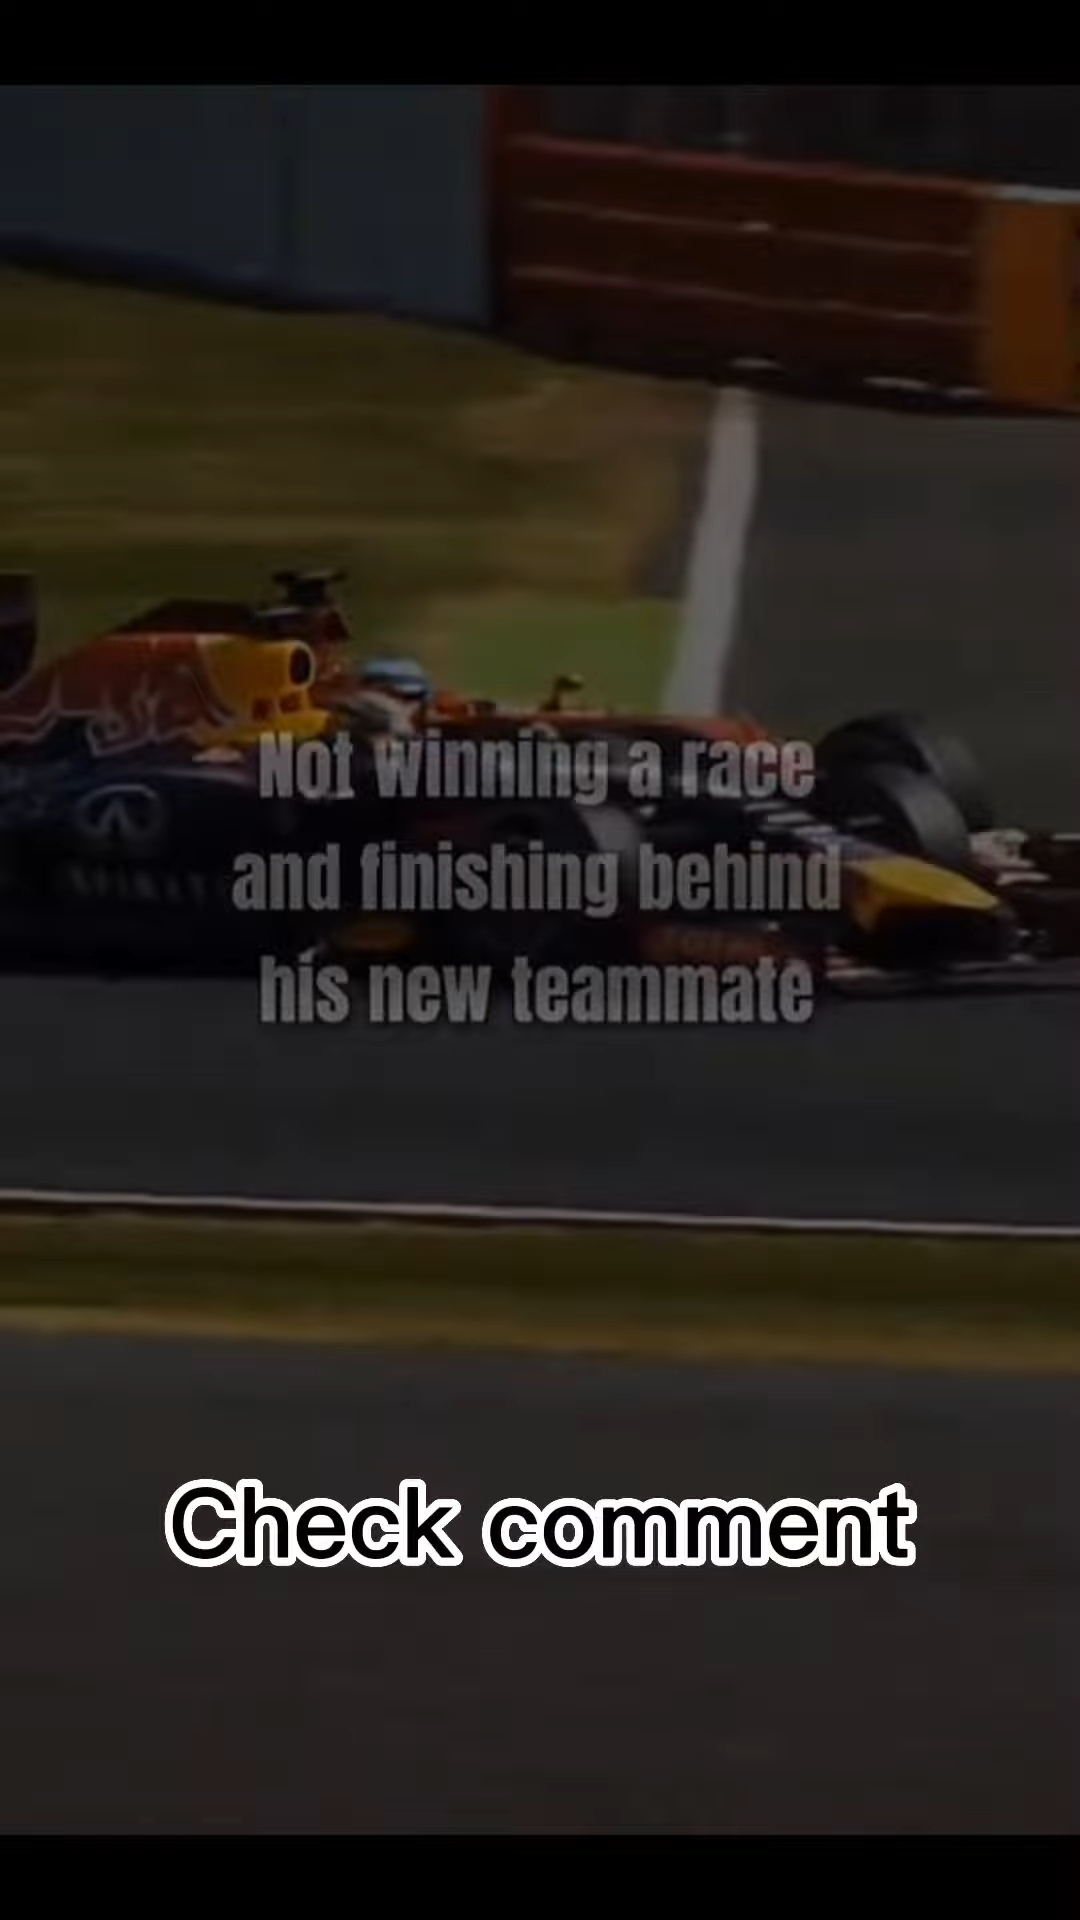 Not winning a race
and finishing behind
his new teammate
Check comment